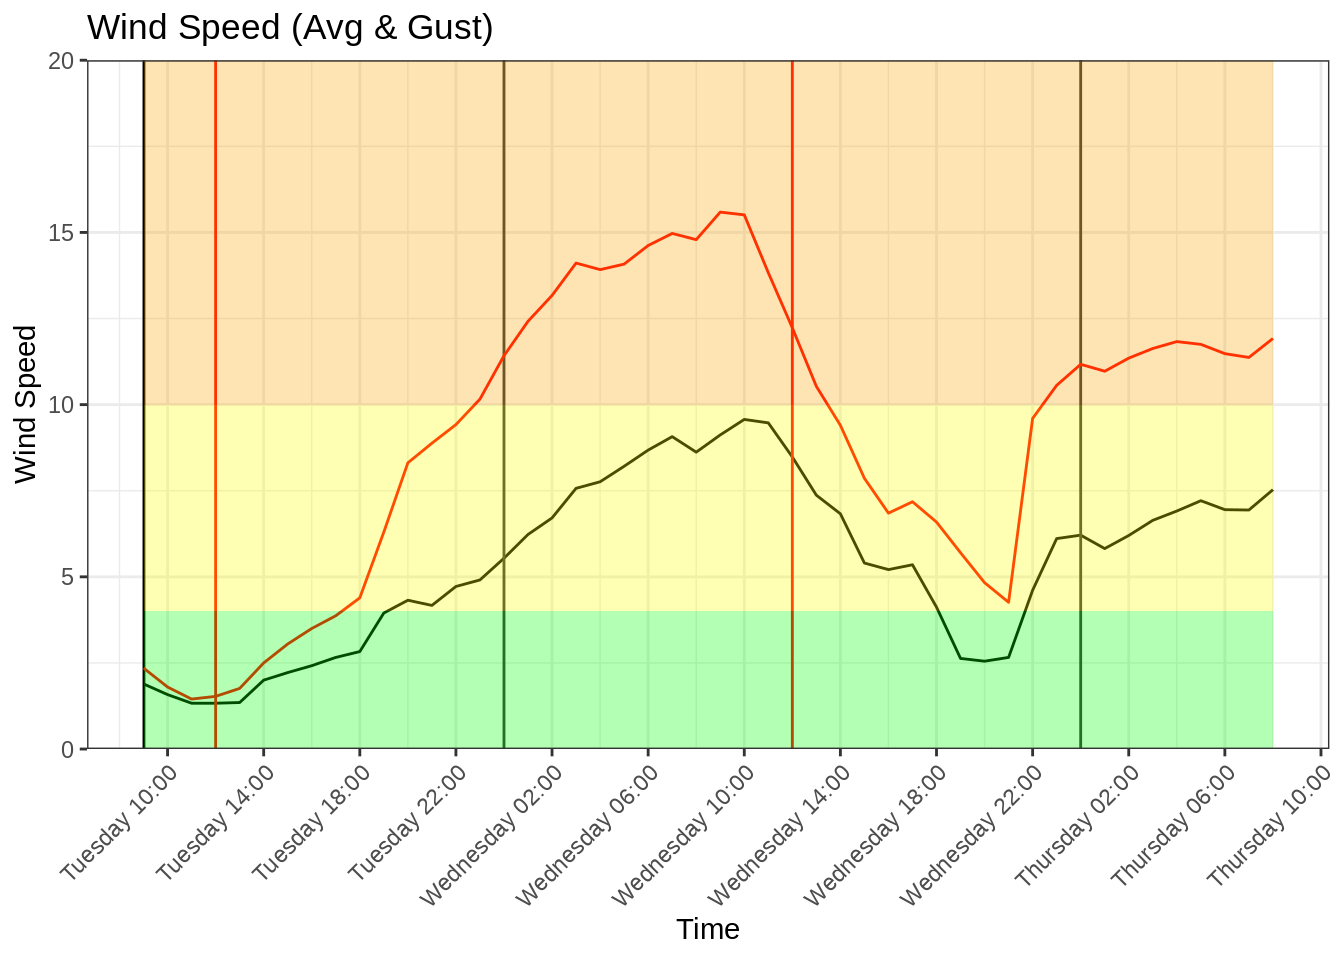 Wind Speed (Avg & Gust)
Wind Speed
20
15
10
5
0
Tuesday 10:00
Tuesday 14:00
Tuesday 18:00
Tuesday 22:00
Wednesday 02:00
Wednesday 06:00
Wednesday 10:00
Wednesday 14:00
Wednesday 18:00
Wednesday 22:00
Thursday 02:00
Thursday 06:00
Thursday 10:00
Time